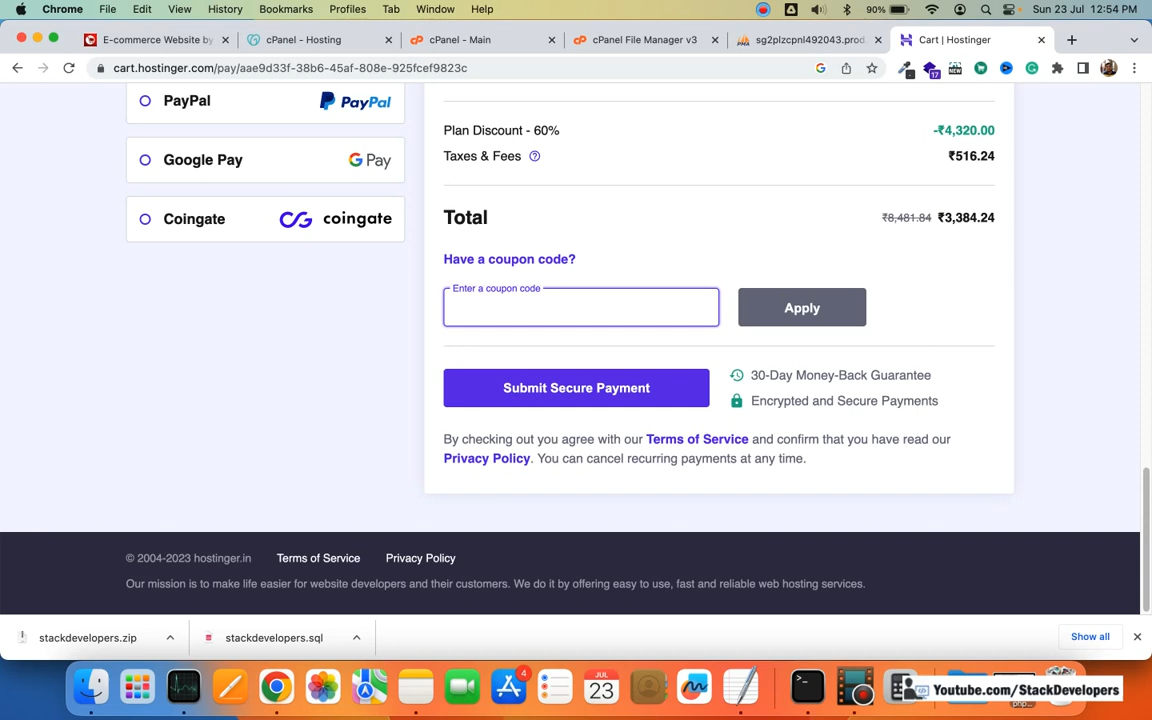 Chrome File Edit View History Bookmarks Profiles Tab Window Help 90% Sun 23 Jul 12:54 PM
E-commerce Website by cPanel - Hosting cPanel - Main cPanel File Manager v3 sg2plzcpnl492043.prod. Cart | Hostinger
cart.hostinger.com/pay/aae9d33f-38b6-45af-808e-925fcef9823c
17 NEW
PayPal PayPal
Google Pay G Pay
Coingate coingate
Plan Discount - 60% -₹4,320.00
Taxes & Fees ₹516.24
Total ₹8,481.84 ₹3,384.24
Have a coupon code?
Enter a coupon code
Apply
Submit Secure Payment
30-Day Money-Back Guarantee
Encrypted and Secure Payments
By checking out you agree with our Terms of Service and confirm that you have read our
Privacy Policy. You can cancel recurring payments at any time.
© 2004-2023 hostinger.in Terms of Service Privacy Policy
Our mission is to make life easier for website developers and their customers. We do it by offering easy to use, fast and reliable web hosting services.
stackdevelopers.zip stackdevelopers.sql Show all
4
JUL
23
Youtube.com/StackDevelopers